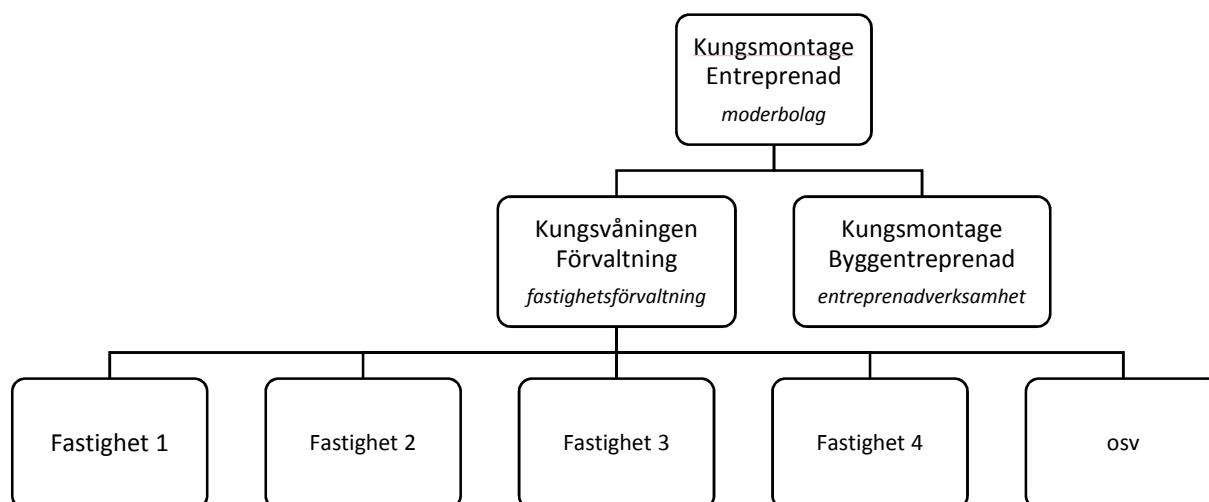 Kungsmontage
Entreprenad
moderbolag
Kungsvåningen
Förvaltning
fastighetsförvaltning
Kungsmontage
Byggentreprenad
entreprenadverksamhet
Fastighet 1
Fastighet 2
Fastighet 3
Fastighet 4
osv